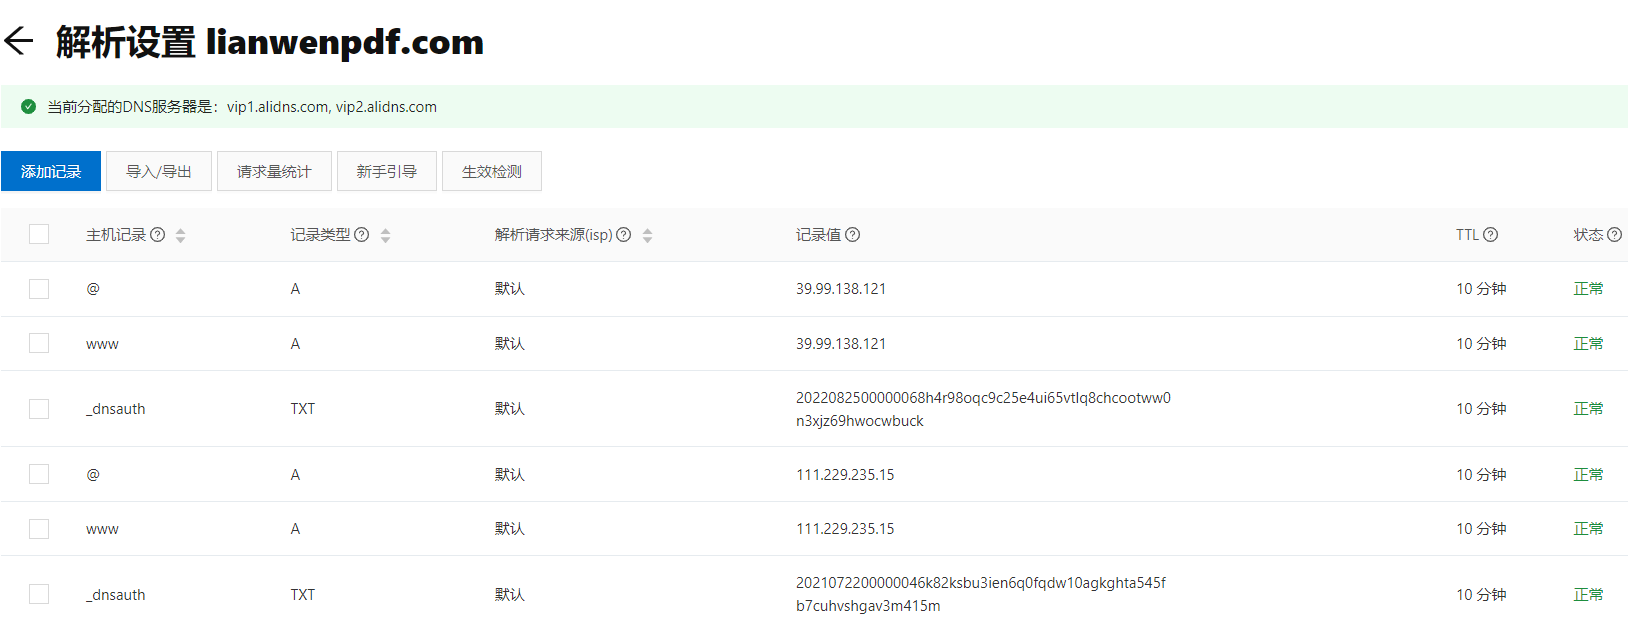 解析设置 lianwenpdf.com
当前分配的DNS服务器是：vip1.alidns.com, vip2.alidns.com
添加记录 导入/导出 请求量统计 新手引导 生效检测
主机记录 记录类型 解析请求来源(isp) 记录值 TTL 状态
@ A 默认 39.99.138.121 10 分钟 正常
www A 默认 39.99.138.121 10 分钟 正常
_dnsauth TXT 默认 2022082500000068h4r98oqc9c25e4ui65vtlq8chcootww0 10 分钟 正常
n3xjz69hwocwbuck
@ A 默认 111.229.235.15 10 分钟 正常
www A 默认 111.229.235.15 10 分钟 正常
_dnsauth TXT 默认 2021072200000046k82ksbu3ien6q0fqdw10agkghta545f 10 分钟 正常
b7cuhvshgav3m415m